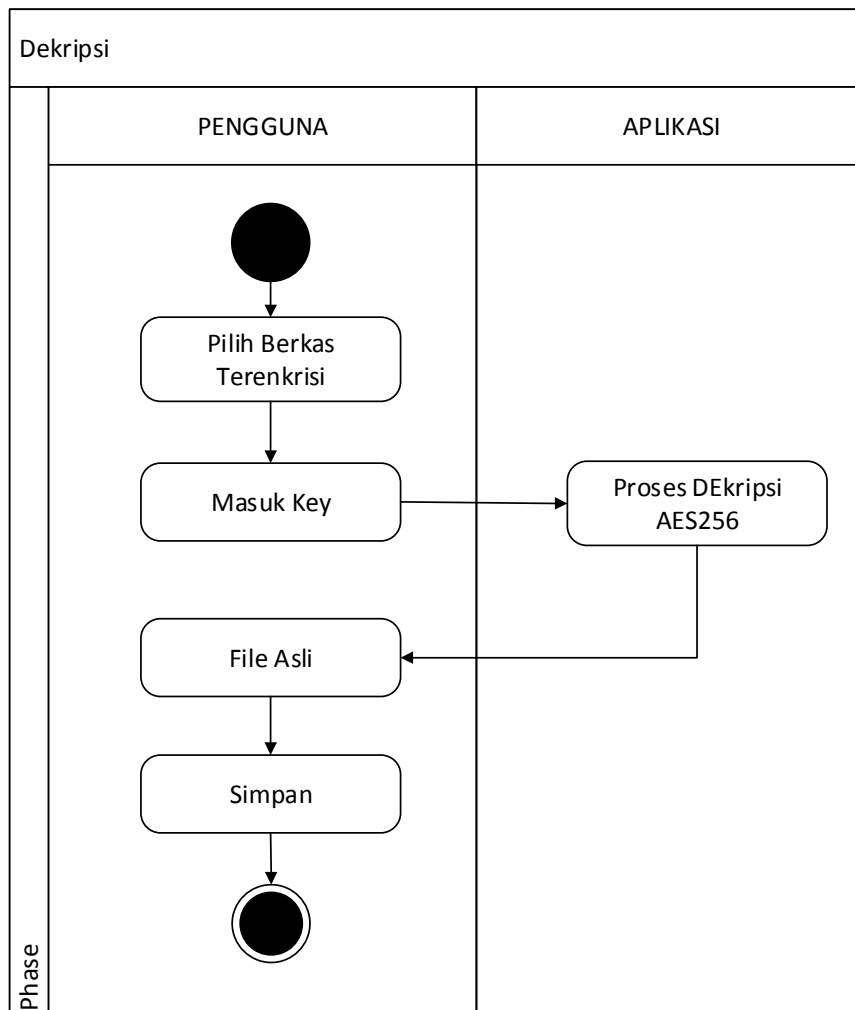 Dekripsi
PENGGUNA
APLIKASI
Pilih Berkas
Terenkrisi
Masuk Key
Proses DEkripsi
AES256
File Asli
Simpan
Phase